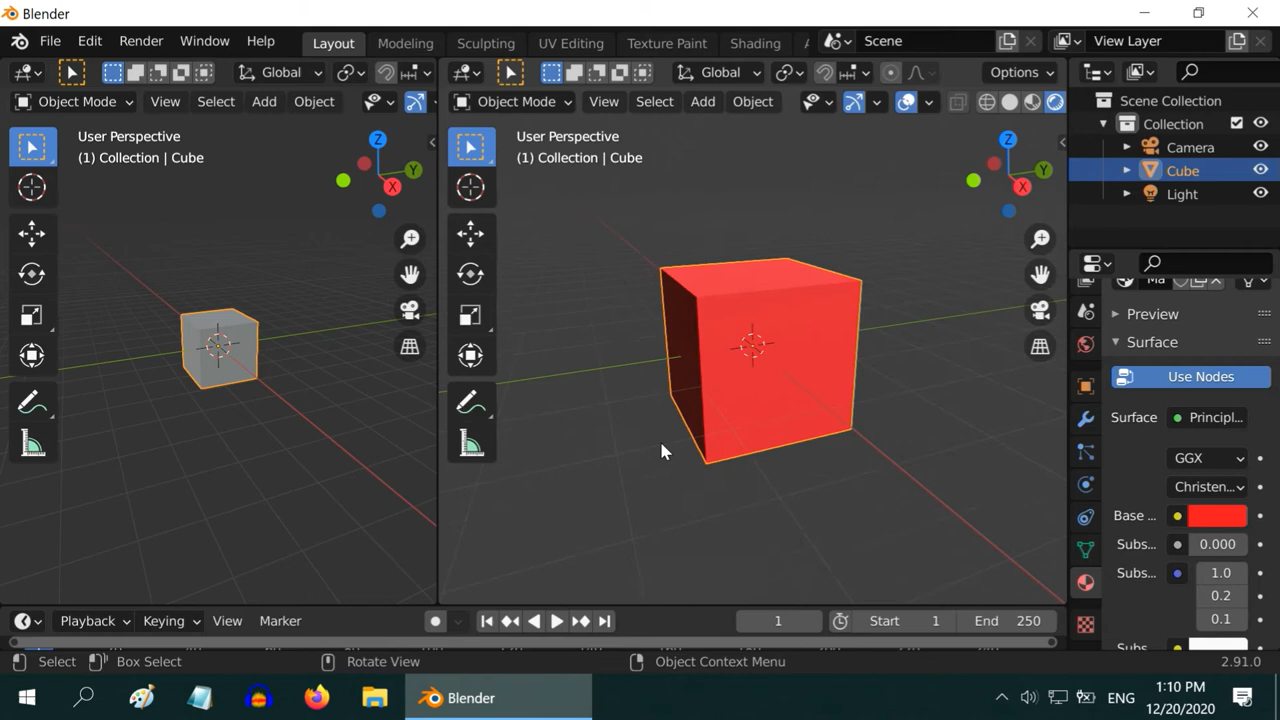 Blender
File Edit Render Window Help Layout Modeling Sculpting UV Editing Texture Paint Shading Scene View Layer
Global Global Options
Object Mode View Select Add Object Object Mode View Select Add Object
Scene Collection
Collection
Camera
Cube
Light
User Perspective
(1) Collection | Cube
Z
Y
X
User Perspective
(1) Collection | Cube
Z
Y
X
Ma
Preview
Surface
Use Nodes
Surface Princip...
GGX
Christen...
Base ...
Subs... 0.000
Subs... 1.0
0.2
0.1
Playback Keying View Marker 1 Start 1 End 250
Select Box Select Rotate View Object Context Menu 2.91.0
Blender ENG 1:10 PM
12/20/2020